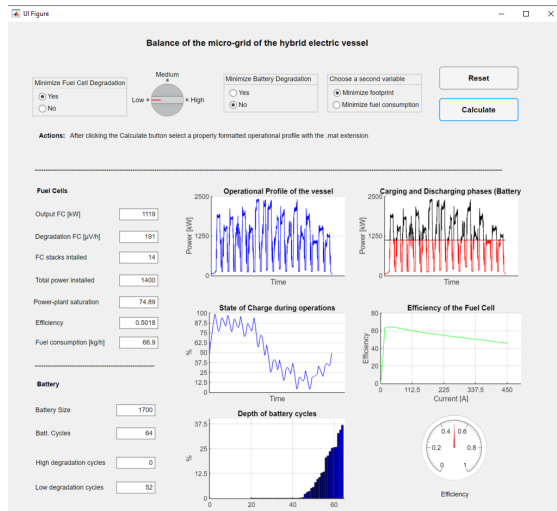 UI Figure
Balance of the micro-grid of the hybrid electric vessel
Minimize Fuel Cell Degradation
Yes
No
Medium
Low
High
Minimize Battery Degradation
Yes
No
Choose a second variable
Minimize footprint
Minimize fuel consumption
Reset
Calculate
Actions: After clicking the Calculate button select a properly formatted operational profile with the .mat extension
Fuel Cells
Output FC [kW] 1119
Degradation FC [µV/h] 191
FC stacks intalled 14
Total power Installed 1400
Power-plant saturation 74.89
Efficiency 0.5018
Fuel consumption [kg/h] 66.9
Operational Profile of the vessel
Power [kW]
2500
1250
0
Time
Carging and Discharging phases (Battery
Power [kW]
2500
1250
0
Time
State of Charge during operations
%
100
87.5
75
62.5
50
37.5
25
12.5
0
Time
Efficiency of the Fuel Cell
Efficiency
80
60
40
20
0
0 112.5 225 337.5 450
Current [A]
Battery
Battery Size 1700
Batt. Cycles 64
High degradation cycles 0
Low degradation cycles 52
Depth of battery cycles
%
37.5
25
12.5
0
0 20 40 60
0 0.2 0.4 0.6 0.8 1
Efficiency